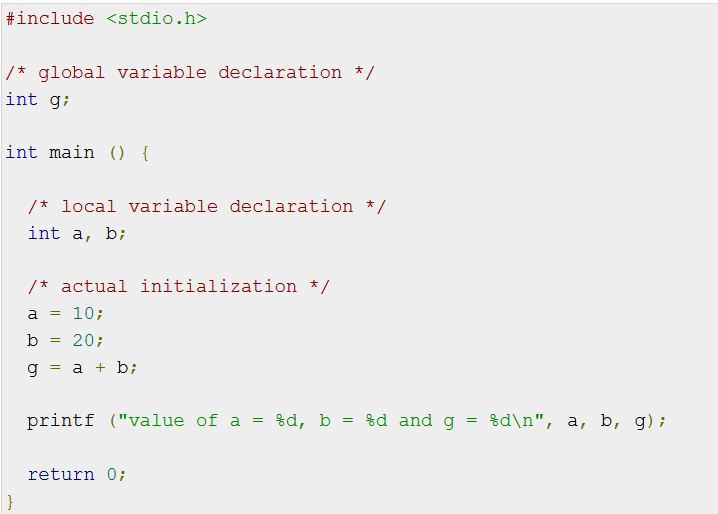 #include <stdio.h>
/* global variable declaration */
int g;
int main () {
/* local variable declaration */
int a, b;
/* actual initialization */
a = 10;
b = 20;
g = a + b;
printf ("value of a = %d, b = %d and g = %d\n", a, b, g);
return 0;
}